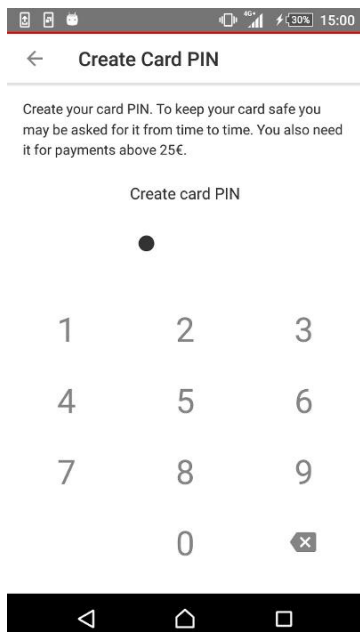 4G+ 30% 15:00
Create Card PIN
Create your card PIN. To keep your card safe you
may be asked for it from time to time. You also need
it for payments above 25€.
Create card PIN
1 2 3
4 5 6
7 8 9
0